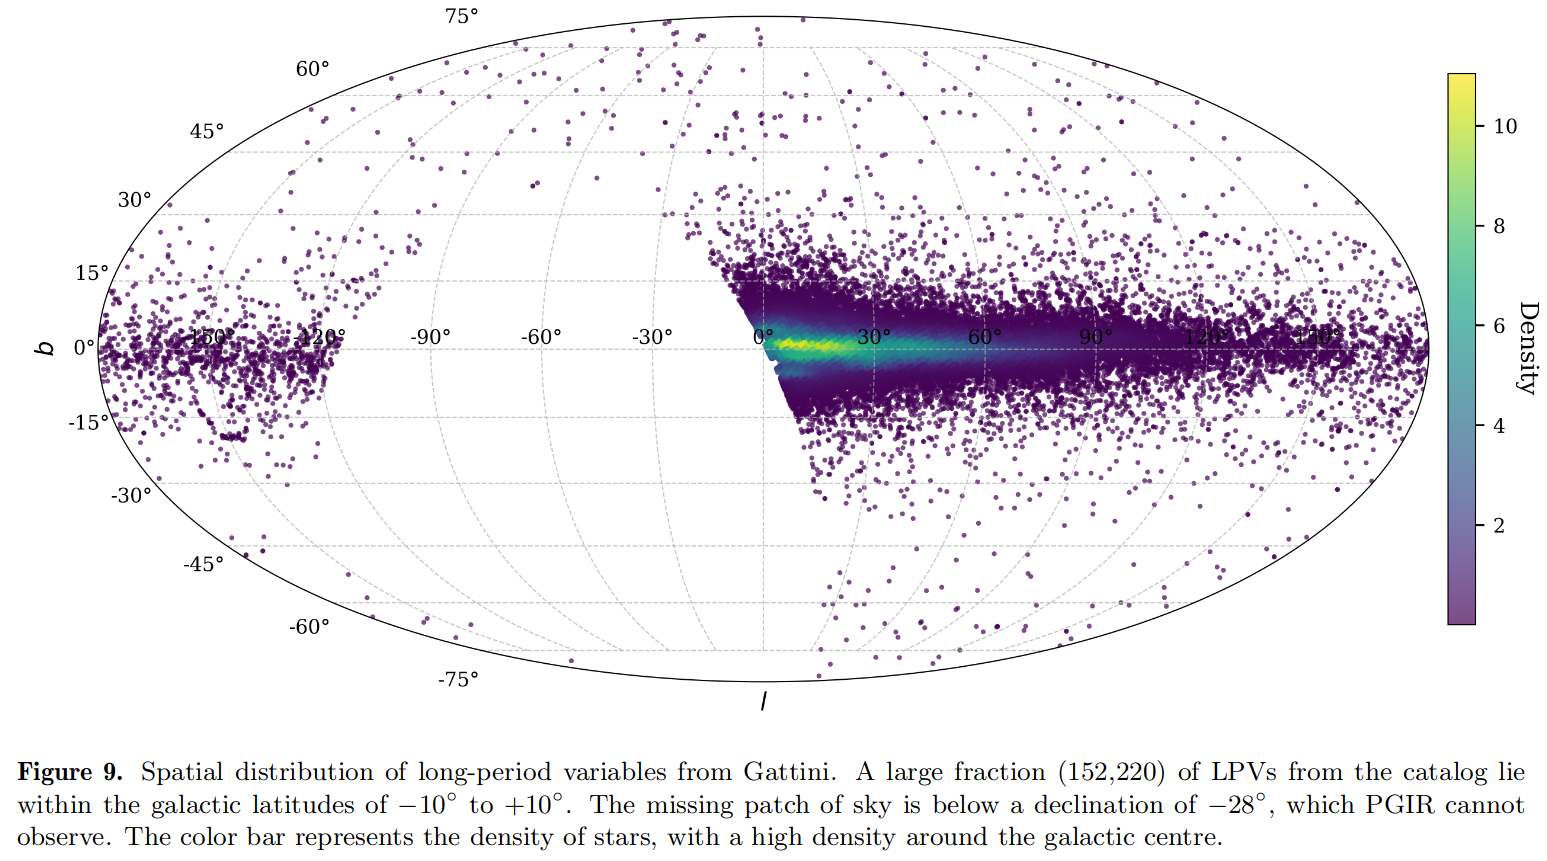 75°
60°
45°
30°
15°
0°
-15°
-30°
-45°
-60°
-75°
b
-150° -120° -90° -60° -30° 0° 30° 60° 90° 120° 150°
l
10
8
6
4
2
Density
Figure 9. Spatial distribution of long-period variables from Gattini. A large fraction (152,220) of LPVs from the catalog lie
within the galactic latitudes of −10° to +10°. The missing patch of sky is below a declination of −28°, which PGIR cannot
observe. The color bar represents the density of stars, with a high density around the galactic centre.